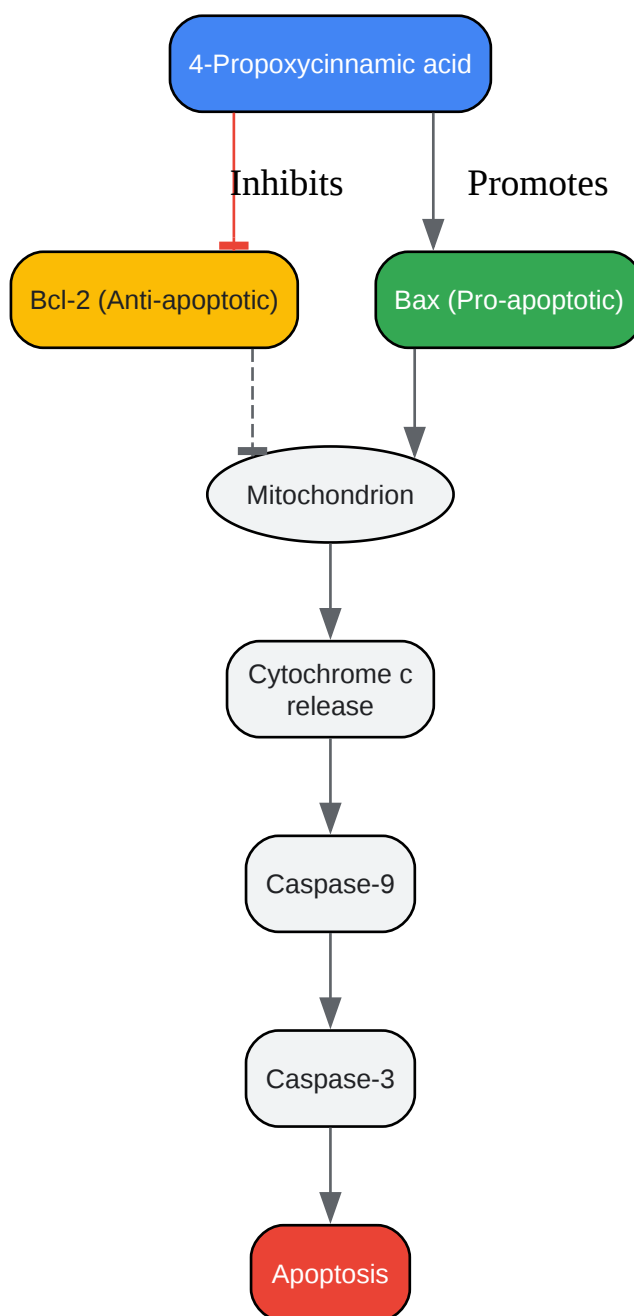 4-Propoxycinnamic acid
Inhibits
Promotes
Bcl-2 (Anti-apoptotic)
Bax (Pro-apoptotic)
Mitochondrion
Cytochrome c
release
Caspase-9
Caspase-3
Apoptosis